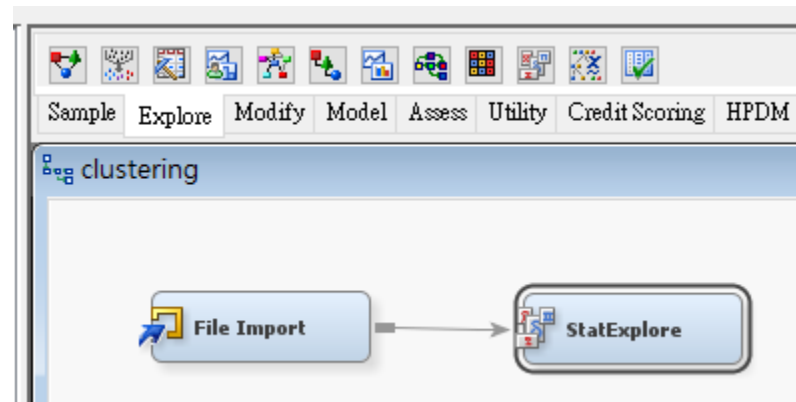 Sample Explore Modify Model Assess Utility Credit Scoring HPDM
clustering
File Import StatExplore